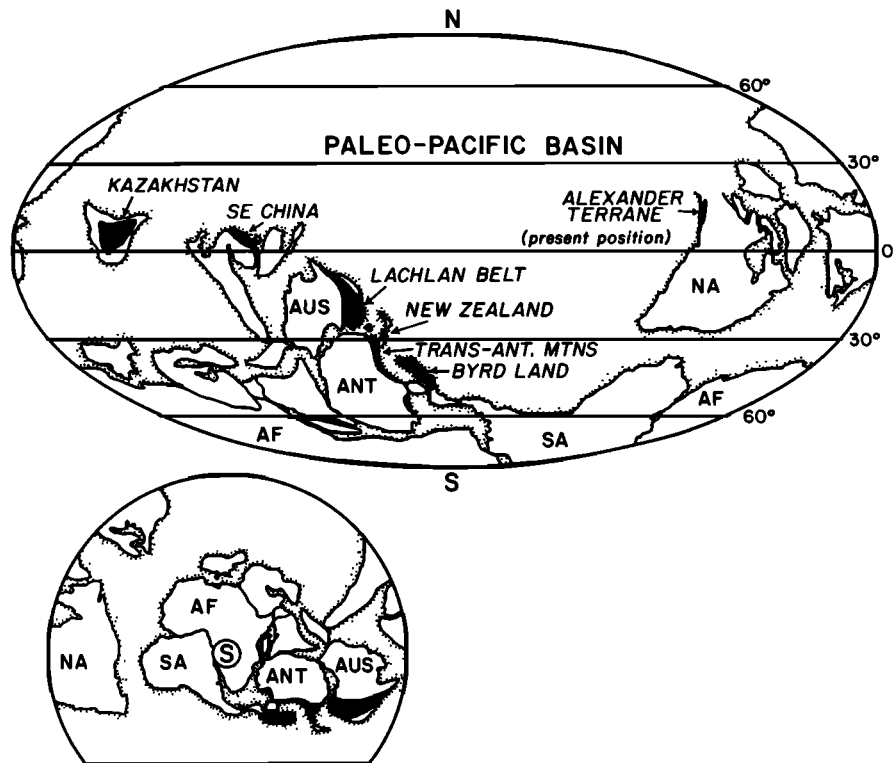 N
60°
PALEO-PACIFIC BASIN
30°
KAZAKHSTAN
SE CHINA
ALEXANDER
TERRANE
(present position)
0
LACHLAN BELT
AUS
NA
NEW ZEALAND
30°
TRANS-ANT. MTNS
BYRD LAND
ANT
AF
60°
AF
SA
S
AF
NA
SA
S
ANT
AUS